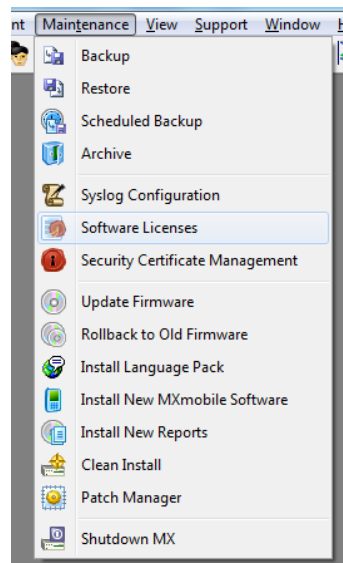 nt Maintenance View Support Window H
Backup
Restore
Scheduled Backup
Archive
Syslog Configuration
Software Licenses
Security Certificate Management
Update Firmware
Rollback to Old Firmware
Install Language Pack
Install New MXmobile Software
Install New Reports
Clean Install
Patch Manager
Shutdown MX